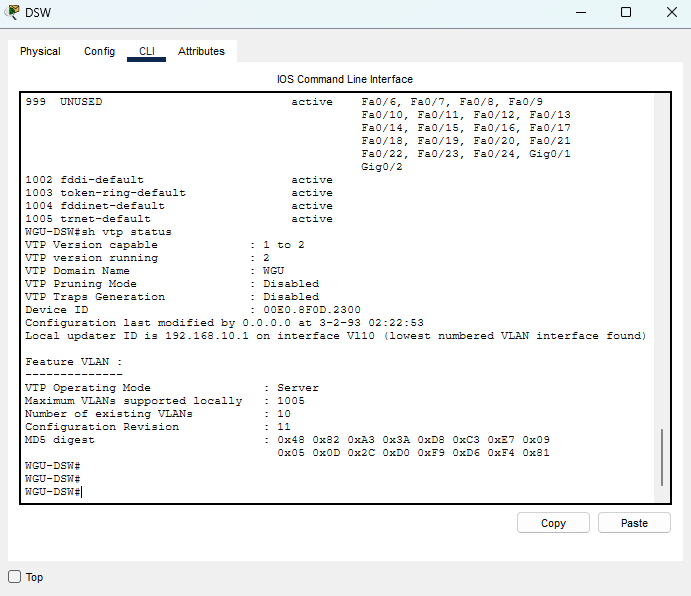 DSW
Physical Config CLI Attributes
IOS Command Line Interface
999  UNUSED                           active    Fa0/6, Fa0/7, Fa0/8, Fa0/9
                                                Fa0/10, Fa0/11, Fa0/12, Fa0/13
                                                Fa0/14, Fa0/15, Fa0/16, Fa0/17
                                                Fa0/18, Fa0/19, Fa0/20, Fa0/21
                                                Fa0/22, Fa0/23, Fa0/24, Gig0/1
                                                Gig0/2
1002 fddi-default                     active
1003 token-ring-default               active
1004 fddinet-default                  active
1005 trnet-default                    active
WGU-DSW#sh vtp status
VTP Version capable             : 1 to 2
VTP version running             : 2
VTP Domain Name                 : WGU
VTP Pruning Mode                : Disabled
VTP Traps Generation            : Disabled
Device ID                       : 00E0.8F0D.2300
Configuration last modified by 0.0.0.0 at 3-2-93 02:22:53
Local updater ID is 192.168.10.1 on interface Vl10 (lowest numbered VLAN interface found)

Feature VLAN :
--------------
VTP Operating Mode                : Server
Maximum VLANs supported locally   : 1005
Number of existing VLANs          : 10
Configuration Revision            : 11
MD5 digest                        : 0x48 0x82 0xA3 0x3A 0xD8 0xC3 0xE7 0x09
                                    0x05 0x0D 0x2C 0xD0 0xF9 0xD6 0xF4 0x81
WGU-DSW#
WGU-DSW#
WGU-DSW#
Copy Paste
Top